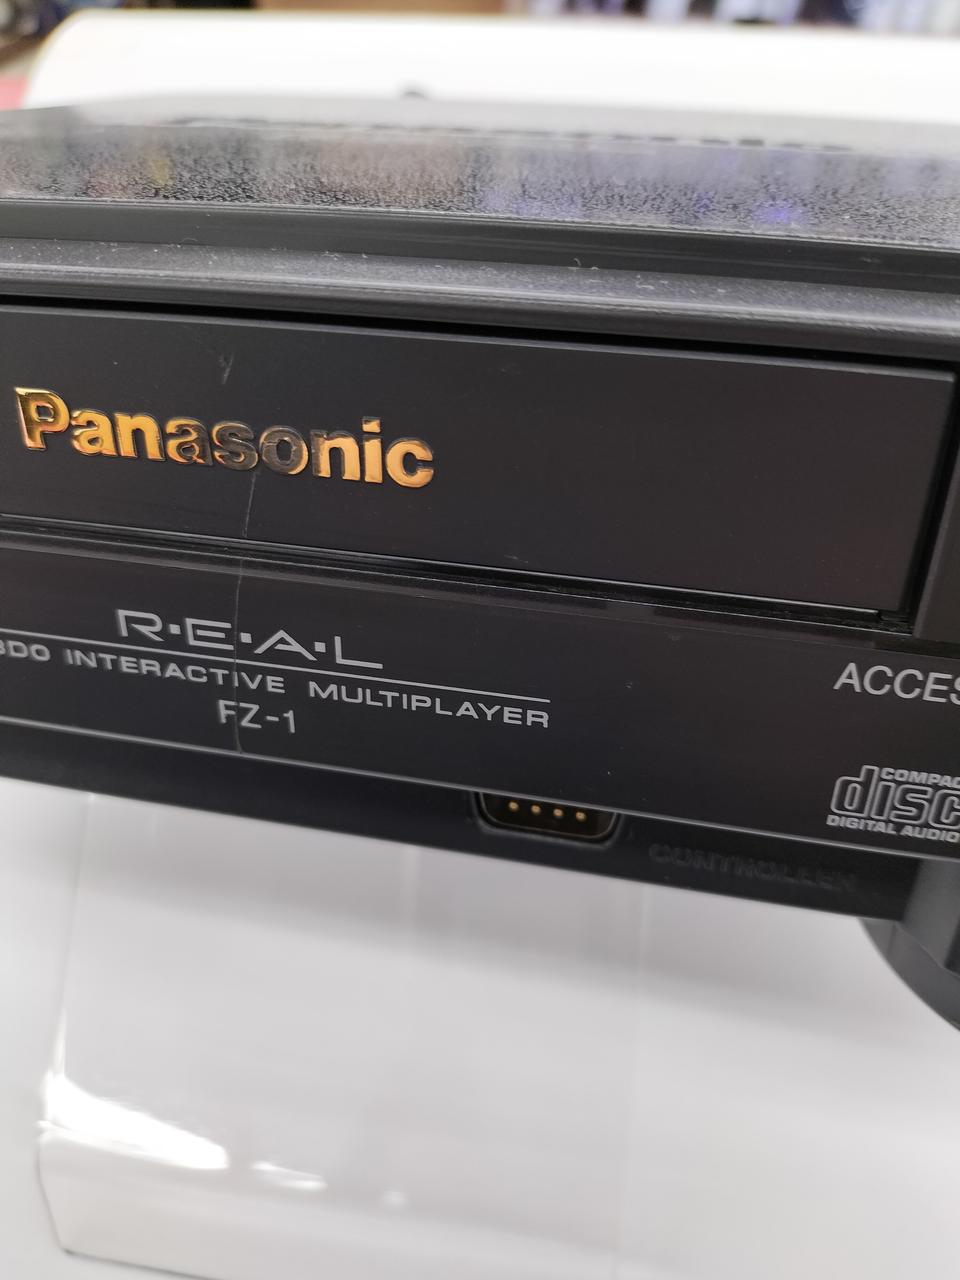 Panasonic
R·E·A·L
3DO INTERACTIVE MULTIPLAYER
FZ-1
ACCES
COMPAC
disc
DIGITAL AUDIO
CONTROLLER